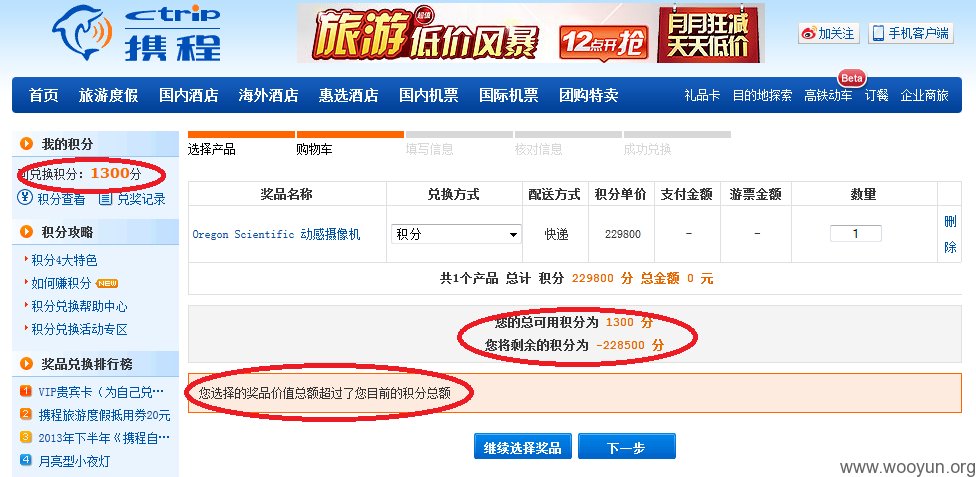 Ctrip
携程
旅游 超值 低价风暴 12点开抢 月月狂减
天天低价
加关注 手机客户端
首页 旅游度假 国内酒店 海外酒店 惠选酒店 国内机票 国际机票 团购特卖 礼品卡 目的地探索 高铁动车 Beta 订餐 企业商旅
我的积分
可兑换积分：1300分
积分查看 兑奖记录
积分攻略
积分4大特色
如何赚积分 NEW
积分兑换帮助中心
积分兑换活动专区
奖品兑换排行榜
1 VIP贵宾卡（为自己兑…
2 携程旅游度假抵用券20元
3 2013年下半年《携程自…
4 月亮型小夜灯
选择产品 购物车 填写信息 核对信息 成功兑换
奖品名称 兑换方式 配送方式 积分单价 支付金额 游票金额 数量
Oregon Scientific 动感摄像机 积分 快递 229800 - - 1 删除
共1个产品 总计 积分 229800 分 总金额 0 元
您的总可用积分为 1300 分
您将剩余的积分为 -228500 分
您选择的奖品价值总额超过了您目前的积分总额
继续选择奖品 下一步
www.wooyun.org